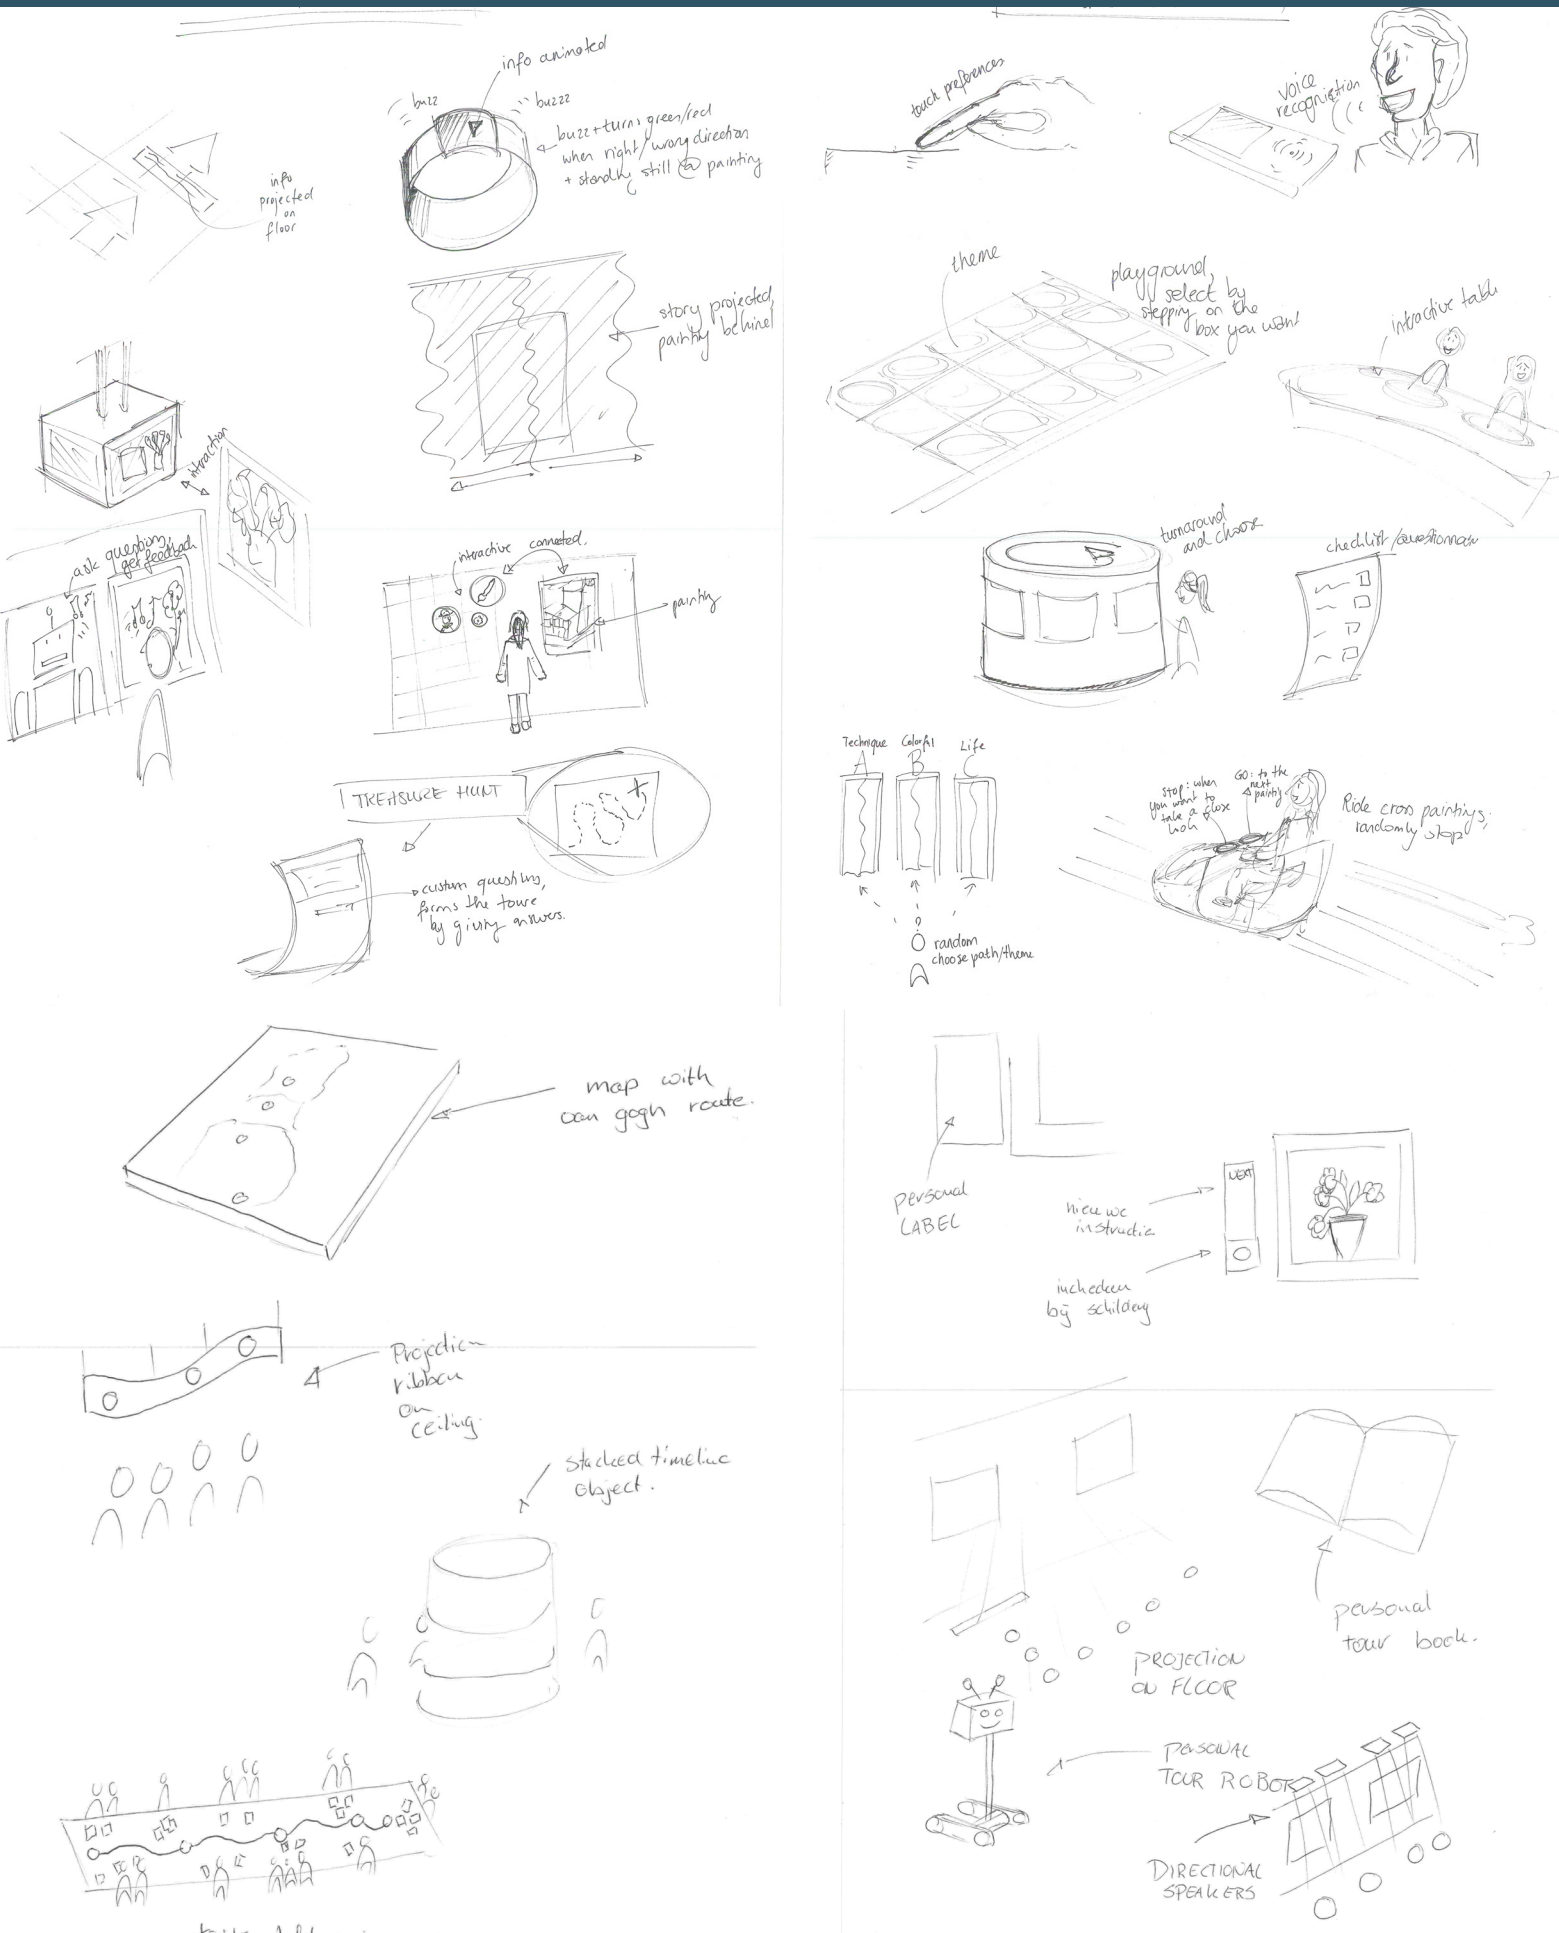 info animated
buzz
buzzz
buzz + turns green/red
when right/wrong direction
+ standing still @ painting
info
projected
on
floor
story projected,
painting behind
interaction
ask questions,
get feedback
interactive
connected.
painting
TREASURE HUNT
custom questions,
forms the toure
by giving answers.
touch preferences
voice
recognistion
theme
playground,
select by
stepping on the
box you want
interactive table
turnaround
and choose
checklist/questionnair
Technique
Colorful
Life
A
B
C
random
choose path/theme
stop: when
you want to
take a close
look
GO: to the
next
painting
Ride cross paintings,
randomly stop
map with
van gogh route.
personal
LABEL
NEXT
nieuwe
instructie
inchecken
bij schilderij
Projection
ribbon
on
ceiling.
stacked timeline
object.
PROJECTION
ON FLOOR
personal
tour book.
PERSONAL
TOUR ROBOT
DIRECTIONAL
SPEAKERS